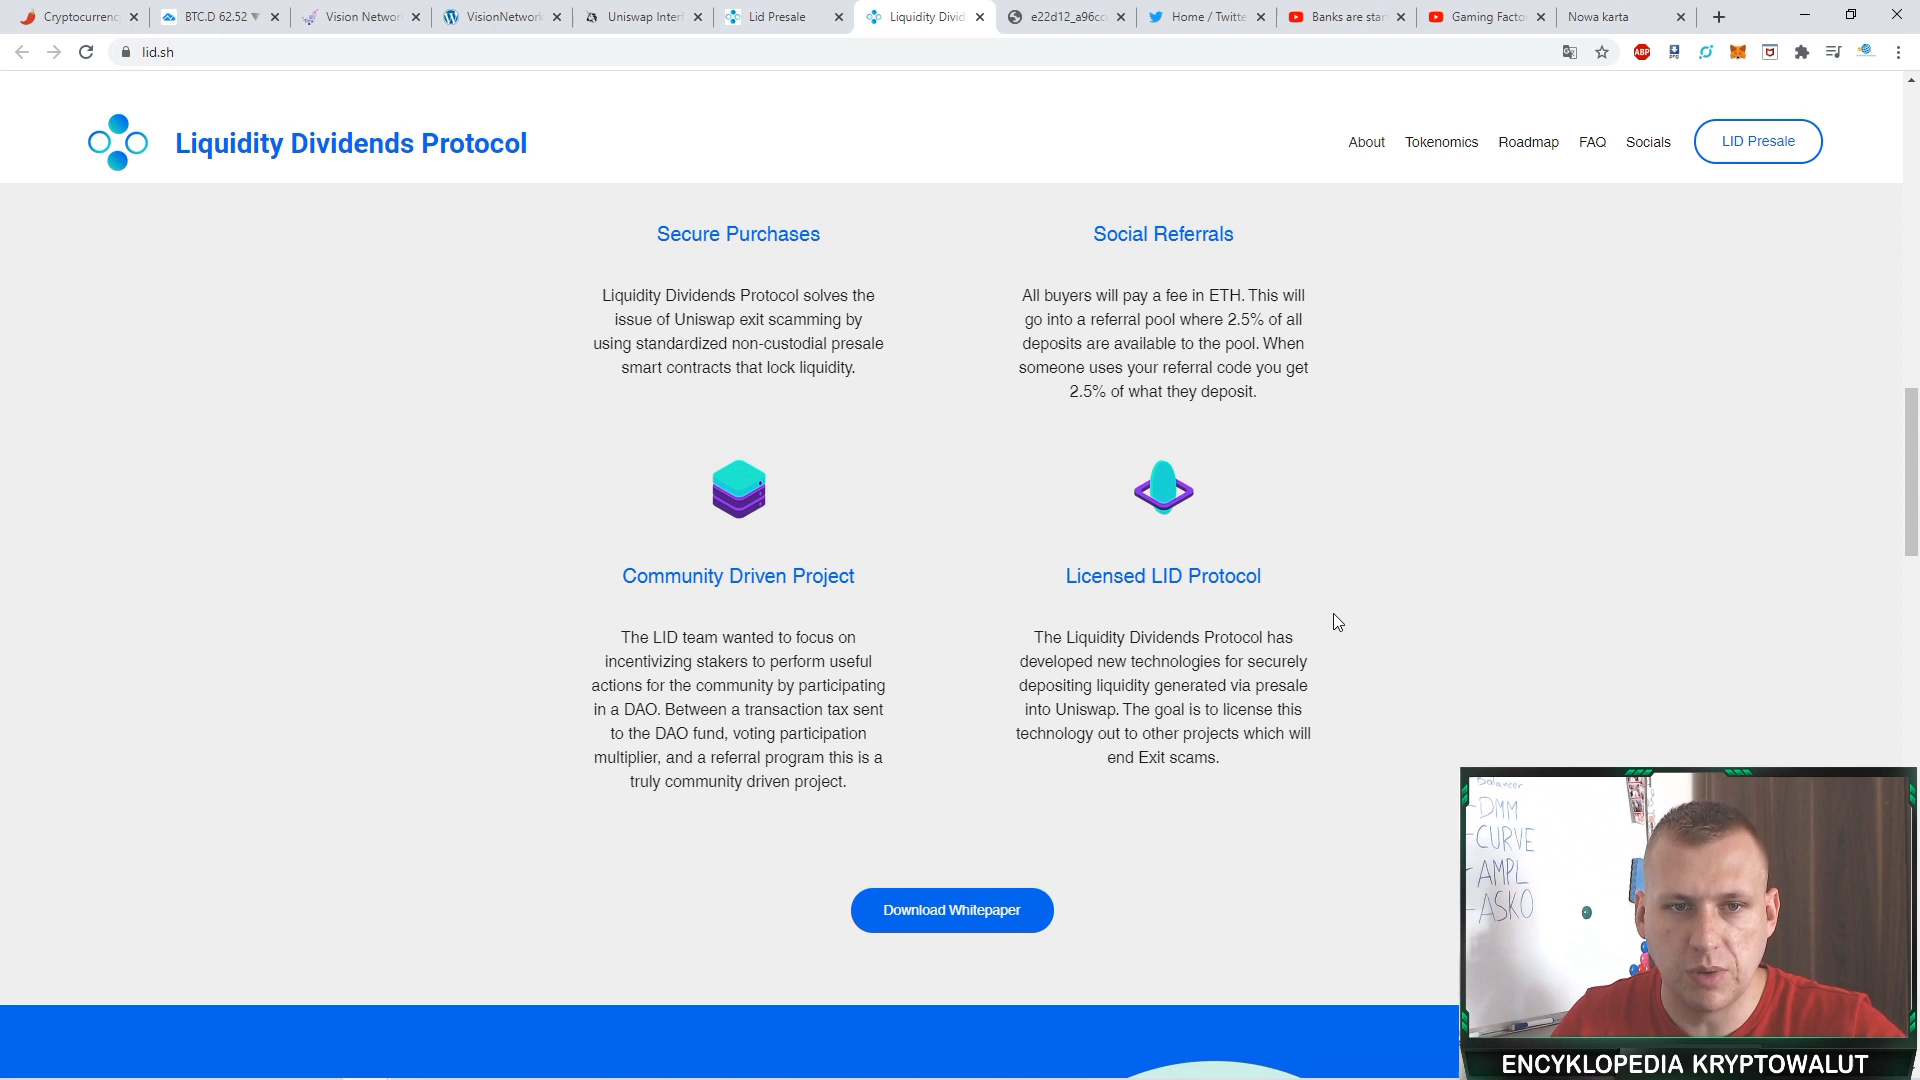 Cryptocurrenc
BTC.D 62.52 ▼
Vision Networ
VisionNetwork
Uniswap Interf
Lid Presale
Liquidity Divid
e22d12_a96cc
Home / Twitte
Banks are star
Gaming Facto
Nowa karta
lid.sh
ABP
Liquidity Dividends Protocol
About
Tokenomics
Roadmap
FAQ
Socials
LID Presale
Secure Purchases
Liquidity Dividends Protocol solves the
issue of Uniswap exit scamming by
using standardized non-custodial presale
smart contracts that lock liquidity.
Social Referrals
All buyers will pay a fee in ETH. This will
go into a referral pool where 2.5% of all
deposits are available to the pool. When
someone uses your referral code you get
2.5% of what they deposit.
Community Driven Project
The LID team wanted to focus on
incentivizing stakers to perform useful
actions for the community by participating
in a DAO. Between a transaction tax sent
to the DAO fund, voting participation
multiplier, and a referral program this is a
truly community driven project.
Licensed LID Protocol
The Liquidity Dividends Protocol has
developed new technologies for securely
depositing liquidity generated via presale
into Uniswap. The goal is to license this
technology out to other projects which will
end Exit scams.
Download Whitepaper
Balancer
-DMM
-CURVE
-AMPL
-ASKO
ENCYKLOPEDIA KRYPTOWALUT